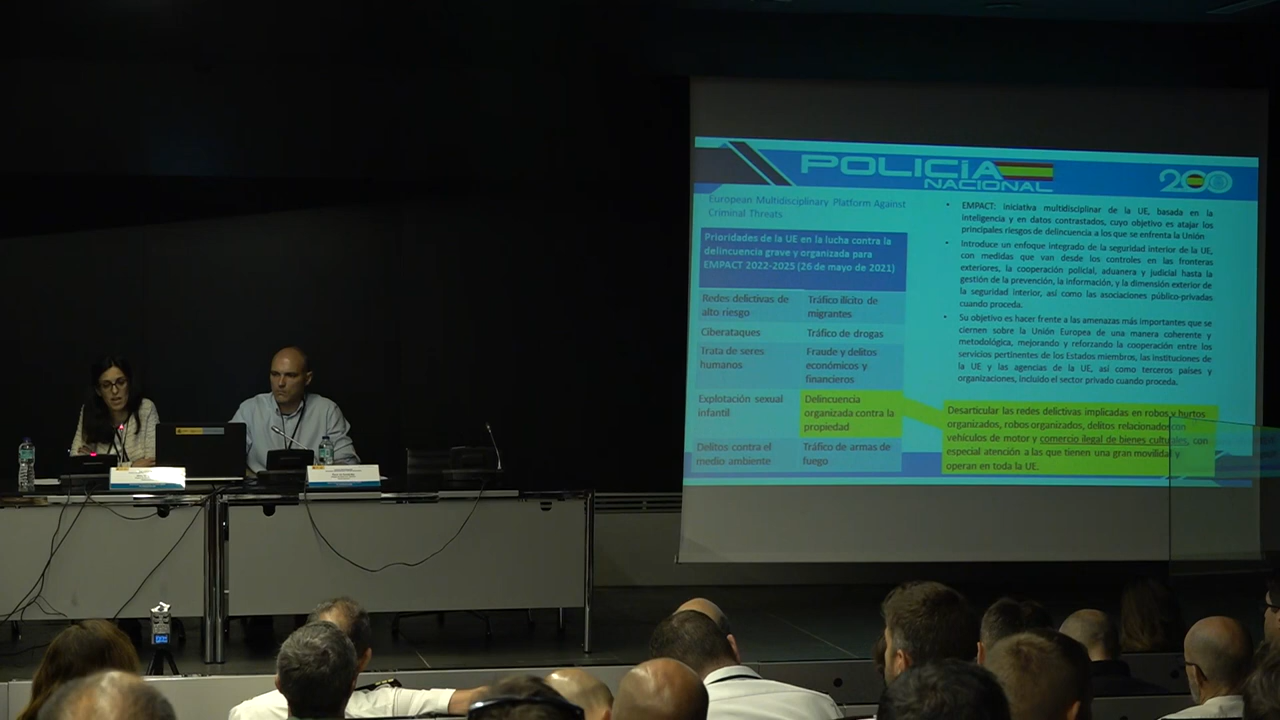 POLICÍA
NACIONAL
200
European Multidisciplinary Platform Against
Criminal Threats
Prioridades de la UE en la lucha contra la
delincuencia grave y organizada para
EMPACT 2022-2025 (26 de mayo de 2021)
Redes delictivas de
alto riesgo
Tráfico ilícito de
migrantes
Ciberataques
Tráfico de drogas
Trata de seres
humanos
Fraude y delitos
económicos y
financieros
Explotación sexual
infantil
Delincuencia
organizada contra la
propiedad
Delitos contra el
medio ambiente
Tráfico de armas de
fuego
• EMPACT: iniciativa multidisciplinar de la UE, basada en la
inteligencia y en datos contrastados, cuyo objetivo es atajar los
principales riesgos de delincuencia a los que se enfrenta la Unión
• Introduce un enfoque integrado de la seguridad interior de la UE,
con medidas que van desde los controles en las fronteras
exteriores, la cooperación policial, aduanera y judicial hasta la
gestión de la prevención, la información, y la dimensión exterior de
la seguridad interior, así como las asociaciones público-privadas
cuando proceda.
• Su objetivo es hacer frente a las amenazas más importantes que se
ciernen sobre la Unión Europea de una manera coherente y
metodológica, mejorando y reforzando la cooperación entre los
servicios pertinentes de los Estados miembros, las instituciones de
la UE y las agencias de la UE, así como terceros países y
organizaciones, incluido el sector privado cuando proceda.
Desarticular las redes delictivas implicadas en robos y hurtos
organizados, robos organizados, delitos relacionados con
vehículos de motor y comercio ilegal de bienes culturales, con
especial atención a las que tienen una gran movilidad y
operan en toda la UE.